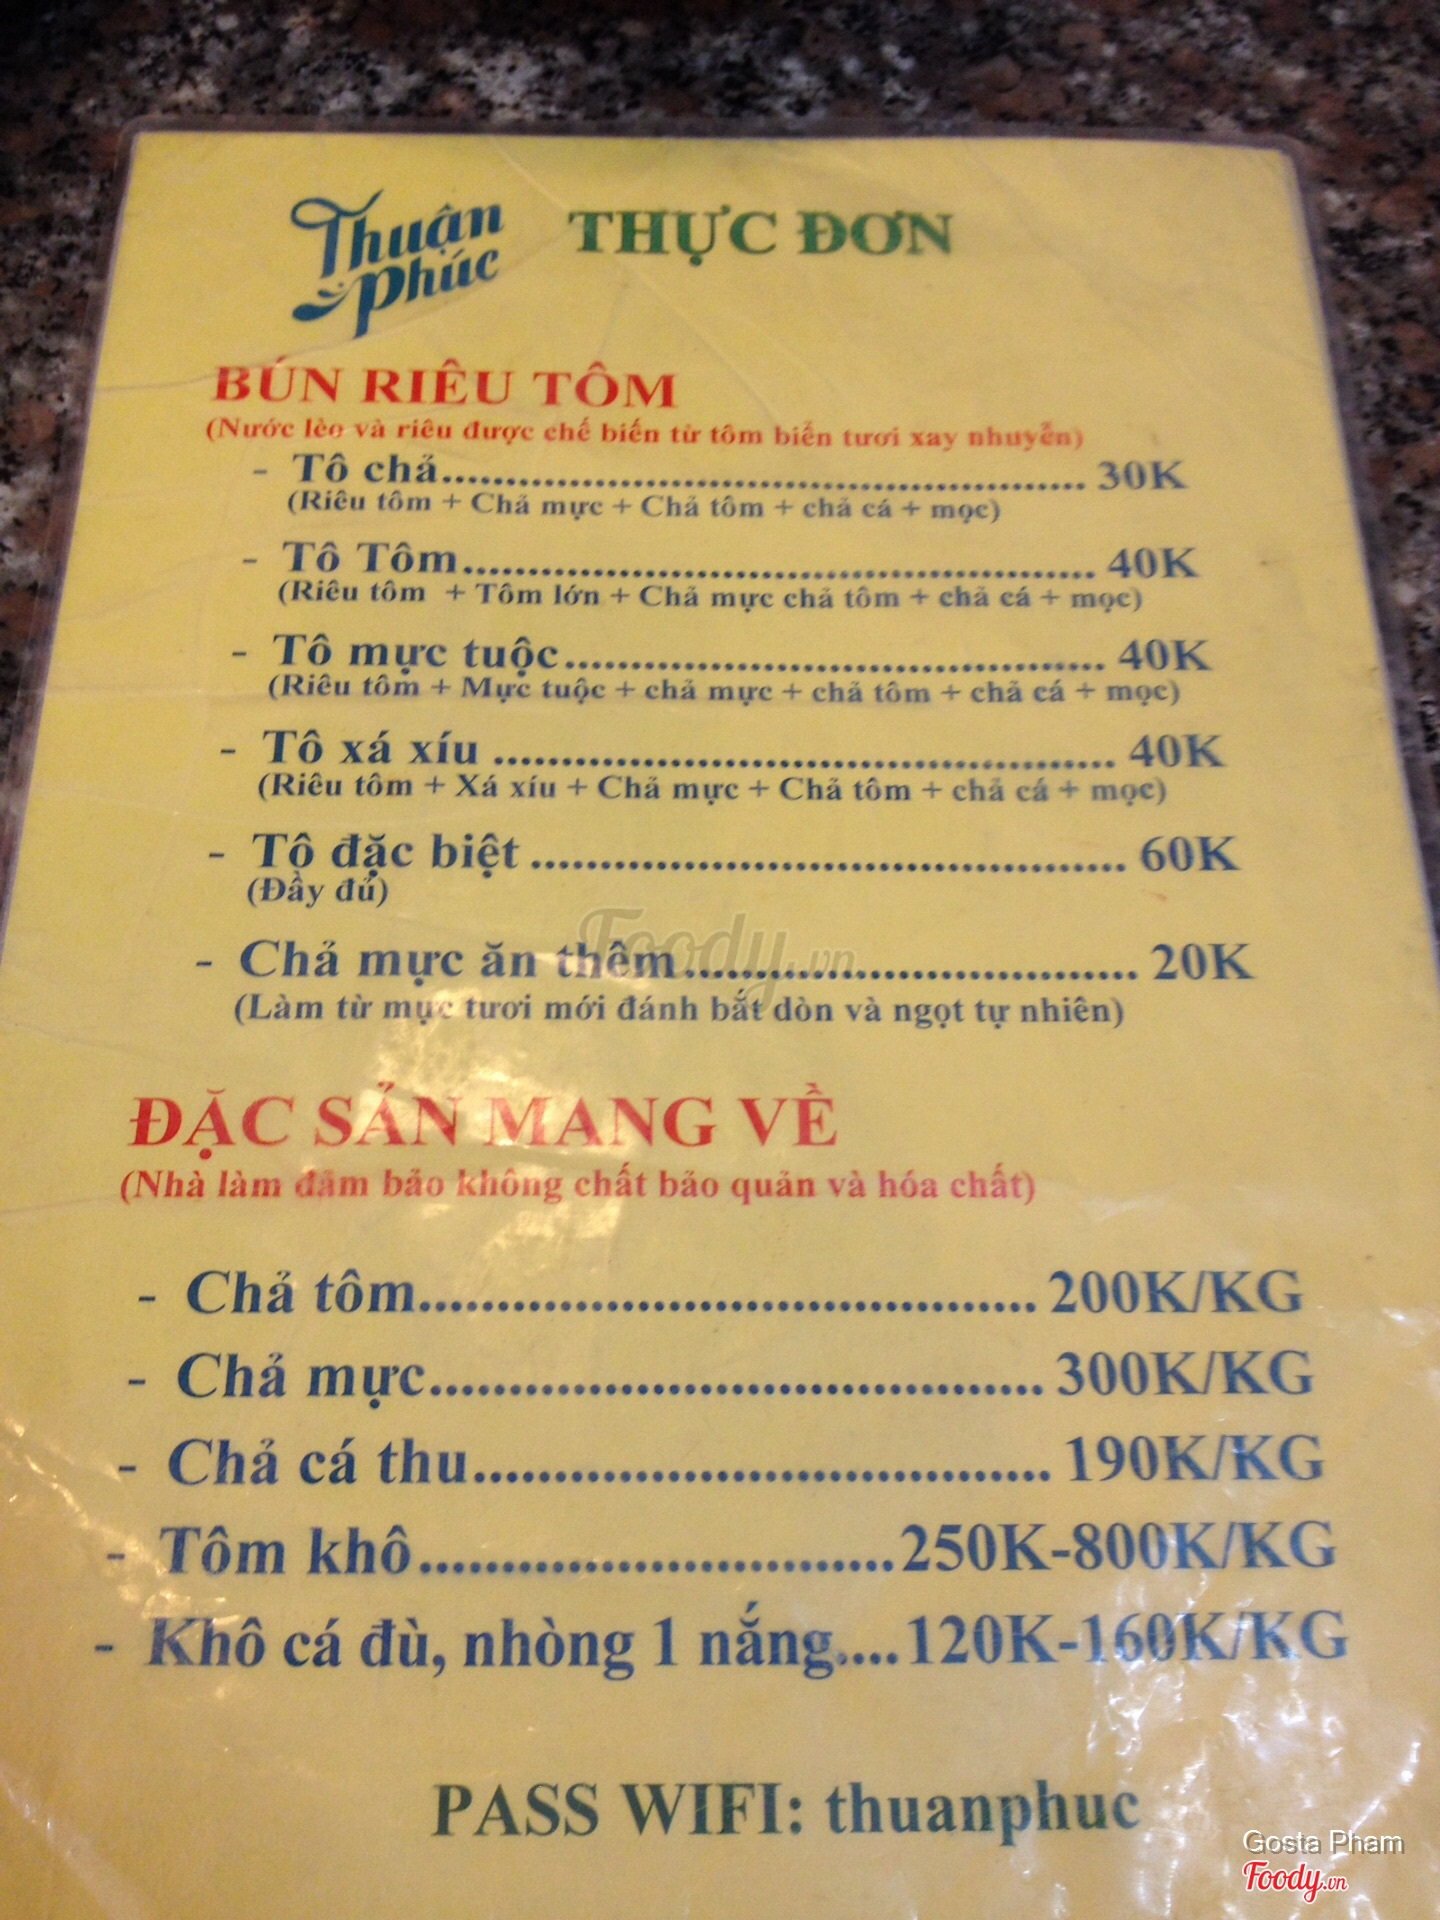 Thuận Phúc
THỰC ĐƠN
BÚN RIÊU TÔM
(Nước lèo và riêu được chế biến từ tôm biển tươi xay nhuyễn)
- Tô chả................................................ 30K
(Riêu tôm + Chả mực + Chả tôm + chả cá + mọc)
- Tô Tôm................................................ 40K
(Riêu tôm + Tôm lớn + Chả mực chả tôm + chả cá + mọc)
- Tô mực tuộc.......................................... 40K
(Riêu tôm + Mực tuộc + chả mực + chả tôm + chả cá + mọc)
- Tô xá xíu ............................................... 40K
(Riêu tôm + Xá xíu + Chả mực + Chả tôm + chả cá + mọc)
- Tô đặc biệt ............................................ 60K
(Đầy đủ)
- Chả mực ăn thêm.................................. 20K
(Làm từ mực tươi mới đánh bắt dòn và ngọt tự nhiên)
Foody.vn
ĐẶC SẢN MANG VỀ
(Nhà làm đảm bảo không chất bảo quản và hóa chất)
- Chả tôm........................................ 200K/KG
- Chả mực........................................ 300K/KG
- Chả cá thu..................................... 190K/KG
- Tôm khô..............................250K-800K/KG
- Khô cá đù, nhòng 1 nắng....120K-160K/KG
PASS WIFI: thuanphuc
Gosta Pham
Foody.vn